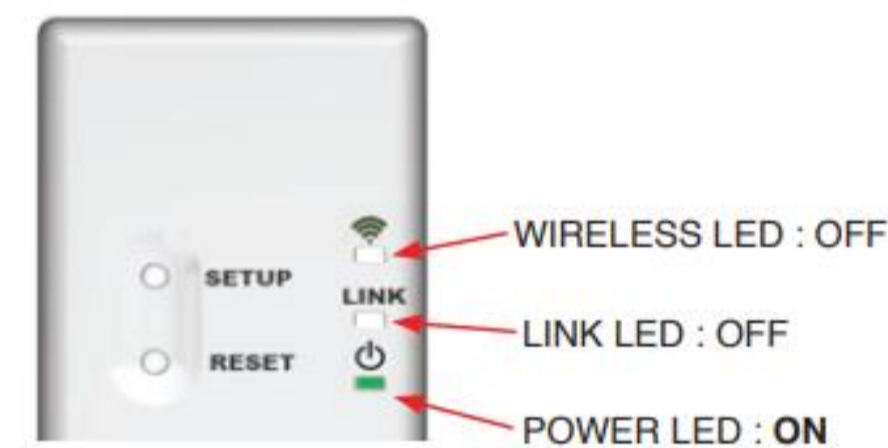 WIRELESS LED : OFF
SETUP
LINK
LINK LED : OFF
RESET
POWER LED : ON